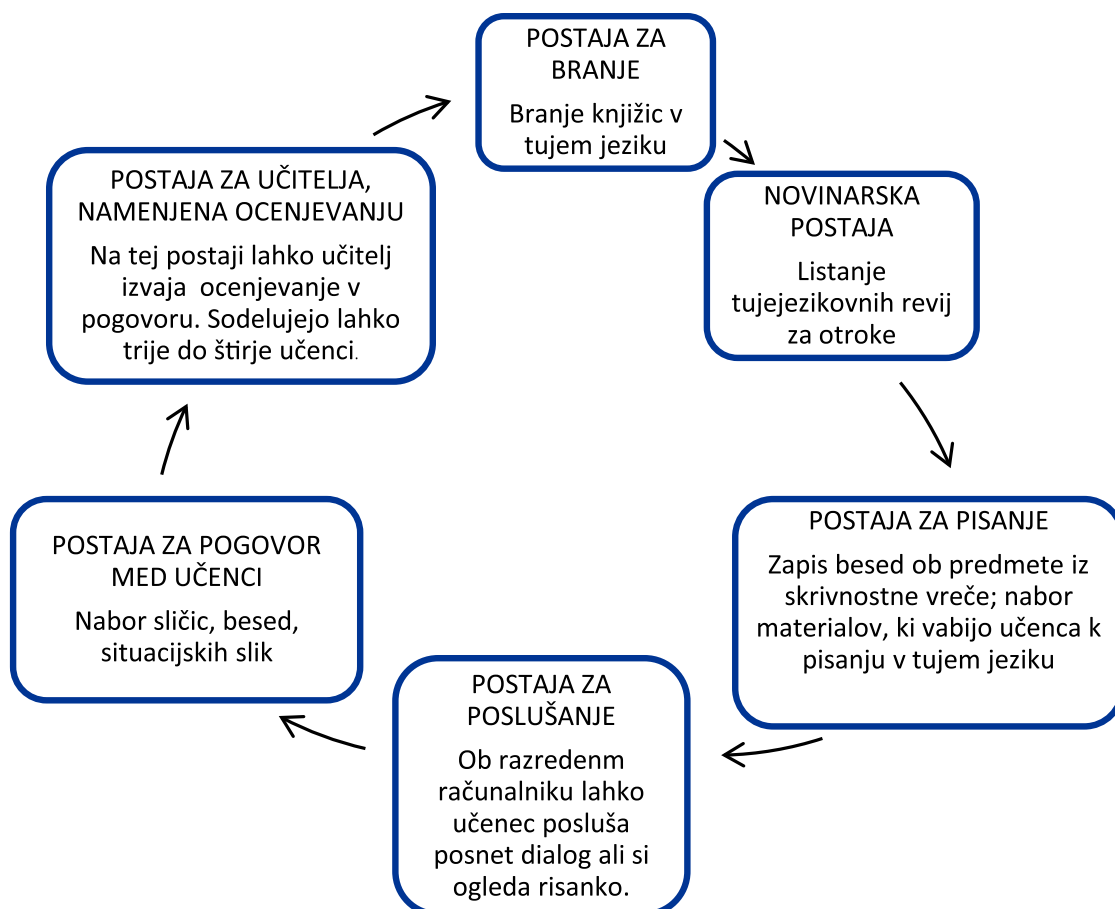 POSTAJA ZA
BRANJE
Branje knjižic v
tujem jeziku
NOVINARSKA
POSTAJA
Listanje
tujejezikovnih revij
za otroke
POSTAJA ZA PISANJE
Zapis besed ob predmete iz
skrivnostne vreče; nabor
materialov, ki vabijo učenca k
pisanju v tujem jeziku
POSTAJA ZA
POSLUŠANJE
Ob razredenm
računalniku lahko
učenec posluša
posnet dialog ali si
ogleda risanko.
POSTAJA ZA POGOVOR
MED UČENCI
Nabor sličic, besed,
situacijskih slik
POSTAJA ZA UČITELJA,
NAMENJENA OCENJEVANJU
Na tej postaji lahko učitelj
izvaja  ocenjevanje v
pogovoru. Sodelujejo lahko
trije do štirje učenci.